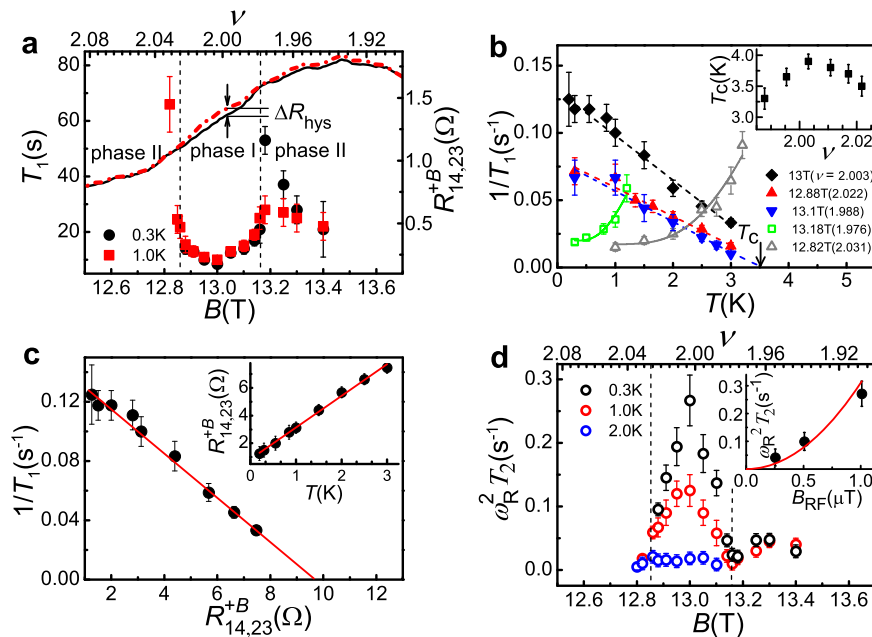 a
ν
2.08 2.04 2.00 1.96 1.92
T1(s)
80
60
40
20
phase II
phase I
phase II
ΔRhys
0.3K
1.0K
1.5
1.0
0.5
R+B14,23(Ω)
12.6 12.8 13.0 13.2 13.4 13.6
B(T)
b
1/T1(s-1)
0.15
0.10
0.05
0.00
TC(K)
4.0
3.5
3.0
2.00 2.02
ν
13T(ν = 2.003)
12.88T(2.022)
13.1T(1.988)
13.18T(1.976)
12.82T(2.031)
TC
0 1 2 3 4 5
T(K)
c
1/T1(s-1)
0.12
0.08
0.04
0.00
R+B14,23(Ω)
6
4
2
0 1 2 3
T(K)
2 4 6 8 10 12
R+B14,23(Ω)
d
ν
2.08 2.04 2.00 1.96 1.92
ωR2T2(s-1)
0.3
0.2
0.1
0.0
0.3K
1.0K
2.0K
ωR2T2(s-1)
0.3
0.2
0.1
0.0
0.0 0.5 1.0
BRF(μT)
12.6 12.8 13.0 13.2 13.4 13.6
B(T)